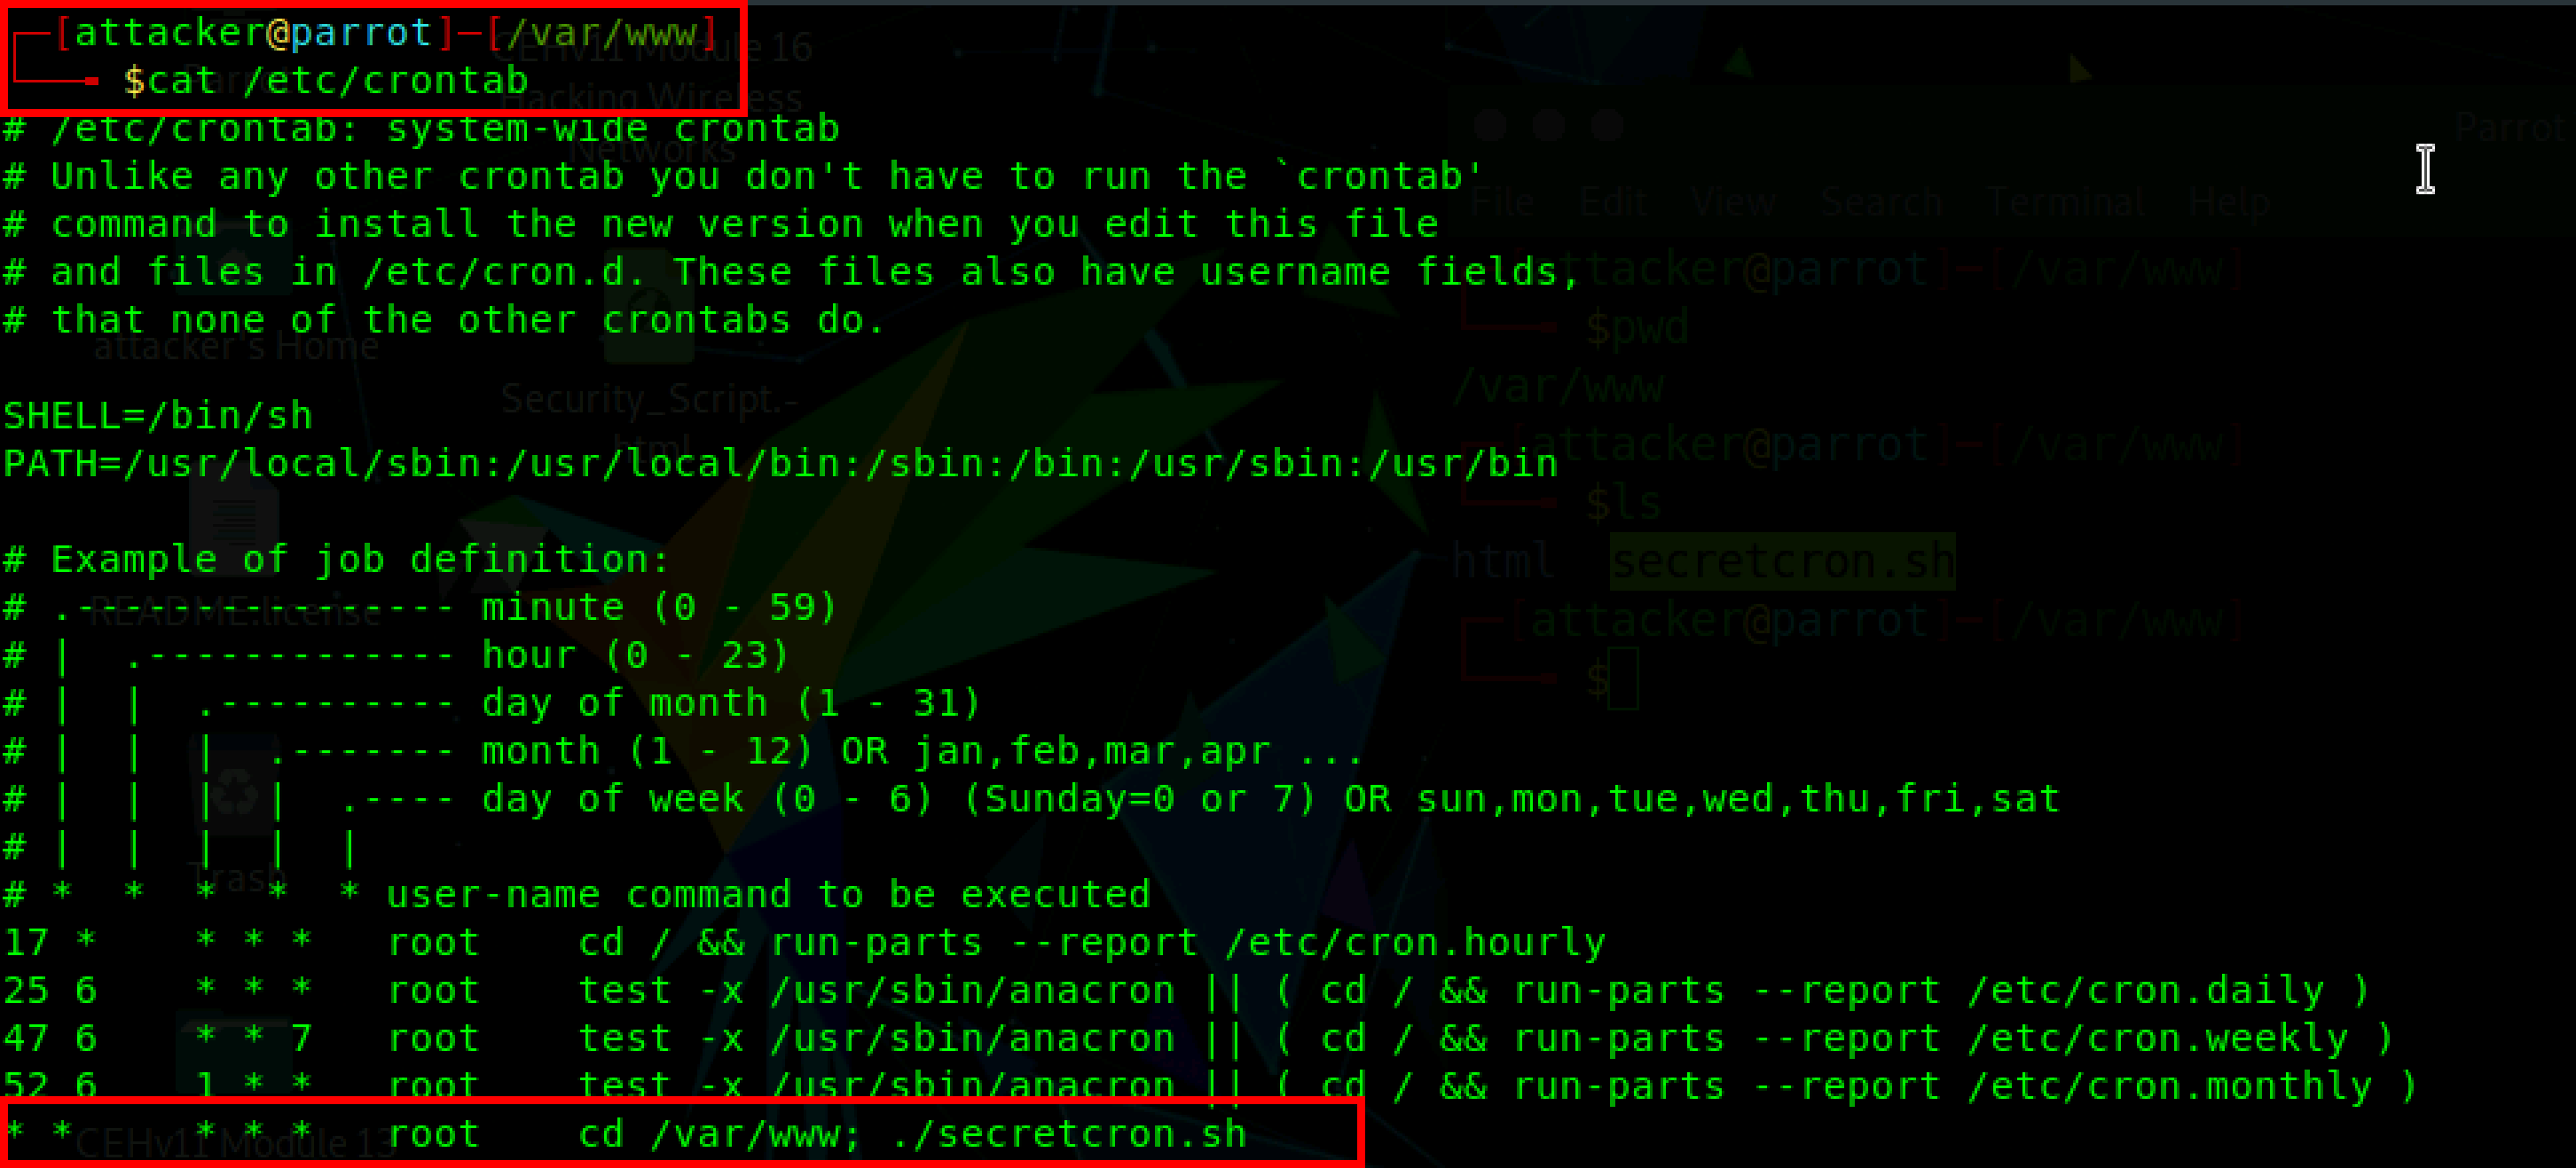 [attacker@parrot]─[/var/www]
$cat /etc/crontab
# /etc/crontab: system-wide crontab
# Unlike any other crontab you don't have to run the `crontab'
# command to install the new version when you edit this file
# and files in /etc/cron.d. These files also have username fields,
# that none of the other crontabs do.
SHELL=/bin/sh
PATH=/usr/local/sbin:/usr/local/bin:/sbin:/bin:/usr/sbin:/usr/bin
# Example of job definition:
# .---------------- minute (0 - 59)
# |  .------------- hour (0 - 23)
# |  |  .---------- day of month (1 - 31)
# |  |  |  .------- month (1 - 12) OR jan,feb,mar,apr ...
# |  |  |  |  .---- day of week (0 - 6) (Sunday=0 or 7) OR sun,mon,tue,wed,thu,fri,sat
# |  |  |  |  |
# *  *  *  *  * user-name command to be executed
17 *    * * *   root    cd / && run-parts --report /etc/cron.hourly
25 6    * * *   root    test -x /usr/sbin/anacron || ( cd / && run-parts --report /etc/cron.daily )
47 6    * * 7   root    test -x /usr/sbin/anacron || ( cd / && run-parts --report /etc/cron.weekly )
52 6    1 * *   root    test -x /usr/sbin/anacron || ( cd / && run-parts --report /etc/cron.monthly )
* *     * * *   root    cd /var/www; ./secretcron.sh
CEHv11 Module 16
Hacking Wireless
Networks
attacker's Home
Security_Script.-
html
README.license
Trash
CEHv11 Module 13
Parrot
File Edit View Search Terminal Help
attacker@parrot]─[/var/www]
$pwd
/var/www
[attacker@parrot]─[/var/www]
$ls
html secretcron.sh
[attacker@parrot]─[/var/www]
$